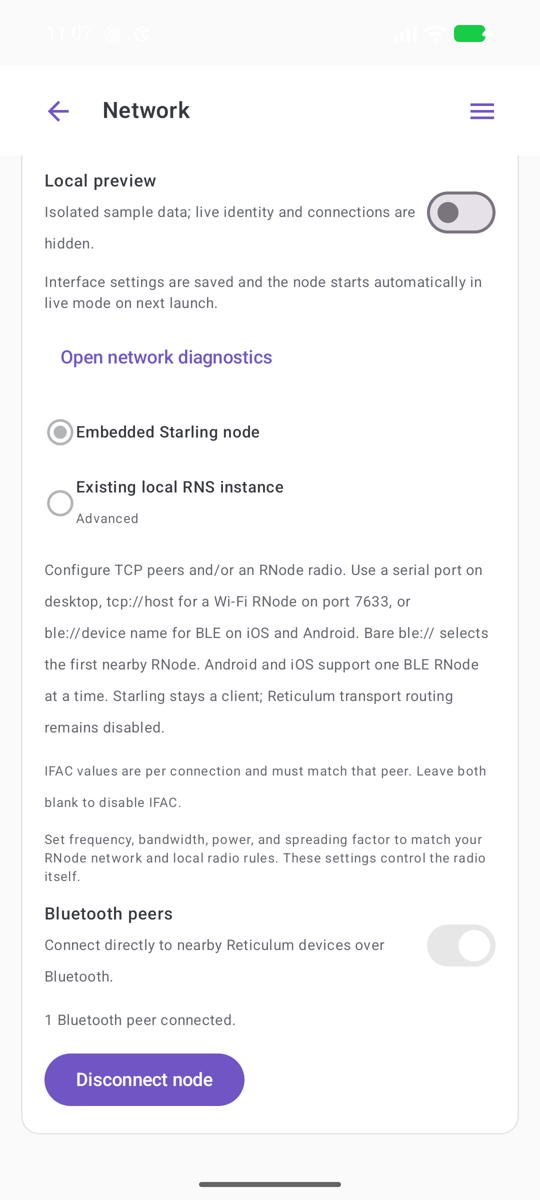 11:07
Network
Local preview
Isolated sample data; live identity and connections are
hidden.
Interface settings are saved and the node starts automatically in
live mode on next launch.
Open network diagnostics
Embedded Starling node
Existing local RNS instance
Advanced
Configure TCP peers and/or an RNode radio. Use a serial port on
desktop, tcp://host for a Wi-Fi RNode on port 7633, or
ble://device name for BLE on iOS and Android. Bare ble:// selects
the first nearby RNode. Android and iOS support one BLE RNode
at a time. Starling stays a client; Reticulum transport routing
remains disabled.
IFAC values are per connection and must match that peer. Leave both
blank to disable IFAC.
Set frequency, bandwidth, power, and spreading factor to match your
RNode network and local radio rules. These settings control the radio
itself.
Bluetooth peers
Connect directly to nearby Reticulum devices over
Bluetooth.
1 Bluetooth peer connected.
Disconnect node